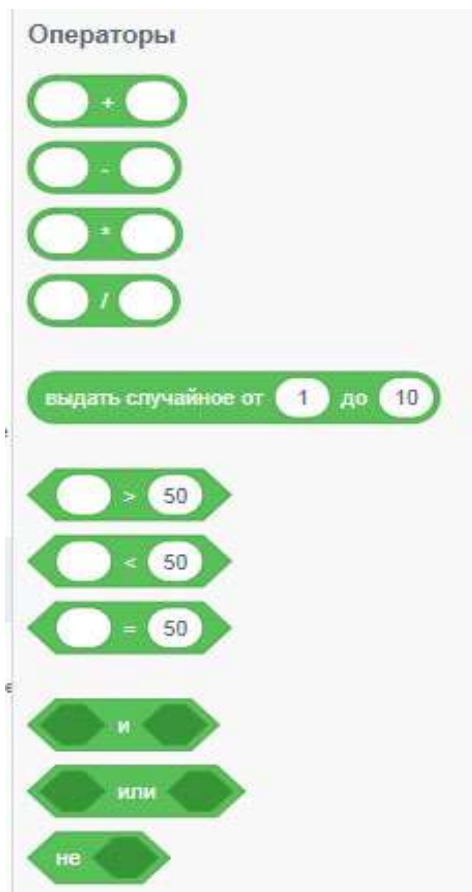 Операторы
+
-
*
/
выдать случайное от 1 до 10
> 50
< 50
= 50
и
или
не